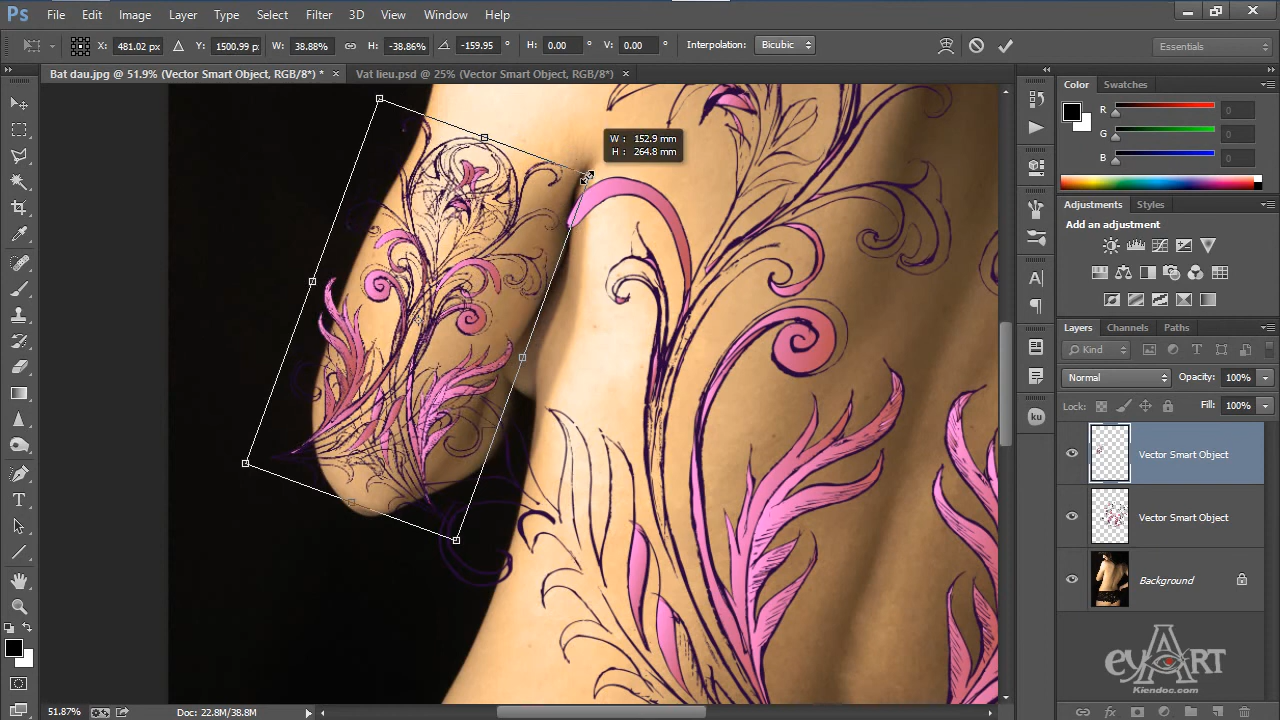 Ps File Edit Image Layer Type Select Filter 3D View Window Help
X: 481.02 px Y: 1500.99 p W: 38.88% H: -38.86% -159.95 ° H: 0.00 ° V: 0.00 ° Interpolation: Bicubic Essentials
Bat dau.jpg @ 51.9% (Vector Smart Object, RGB/8*) * × Vat lieu.psd @ 25% (Vector Smart Object, RGB/8*) ×
Color Swatches
R 0
G 0
B 0
W : 152.9 mm
H : 264.8 mm
Adjustments Styles
Add an adjustment
Layers Channels Paths
Kind
Normal Opacity: 100%
Lock: Fill: 100%
Vector Smart Object
Vector Smart Object
Background
ku
eyART
Kiendoc.com
51.87% Doc: 22.8M/38.8M